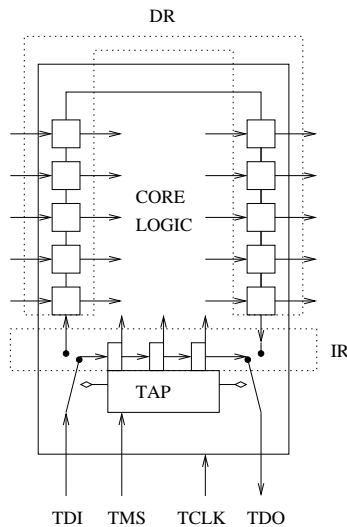 DR
CORE
LOGIC
IR
TAP
TDI TMS TCLK TDO